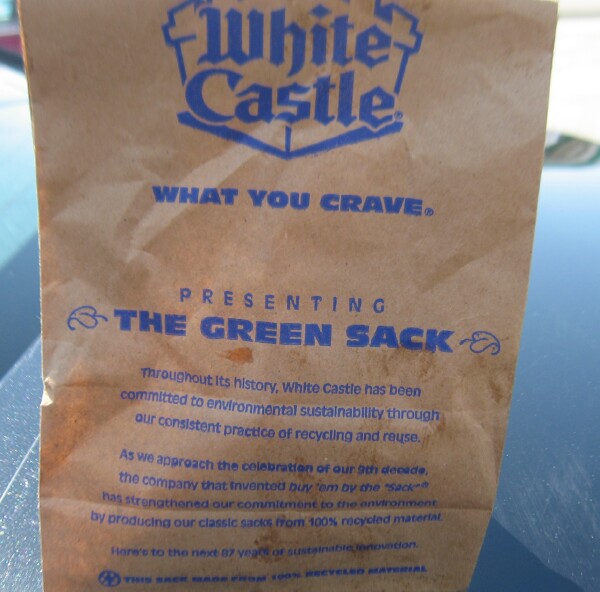 White
Castle®
WHAT YOU CRAVE®
PRESENTING
THE GREEN SACK
Throughout its history, White Castle has been
committed to environmental sustainability through
our consistent practice of recycling and reuse.
As we approach the celebration of our 9th decade,
the company that invented buy 'em by the "Sack"®
has strengthened our commitment to the environment
by producing our classic sacks from 100% recycled material.
Here's to the next 87 years of sustainable innovation.
THIS SACK MADE FROM 100% RECYCLED MATERIAL